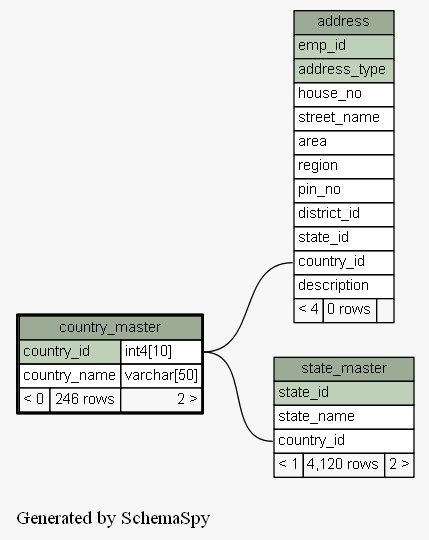 address
emp_id
address_type
house_no
street_name
area
region
pin_no
district_id
state_id
country_id
description
< 4 0 rows
country_master
country_id int4[10]
country_name varchar[50]
< 0 246 rows 2 >
state_master
state_id
state_name
country_id
< 1 4,120 rows 2 >
Generated by SchemaSpy